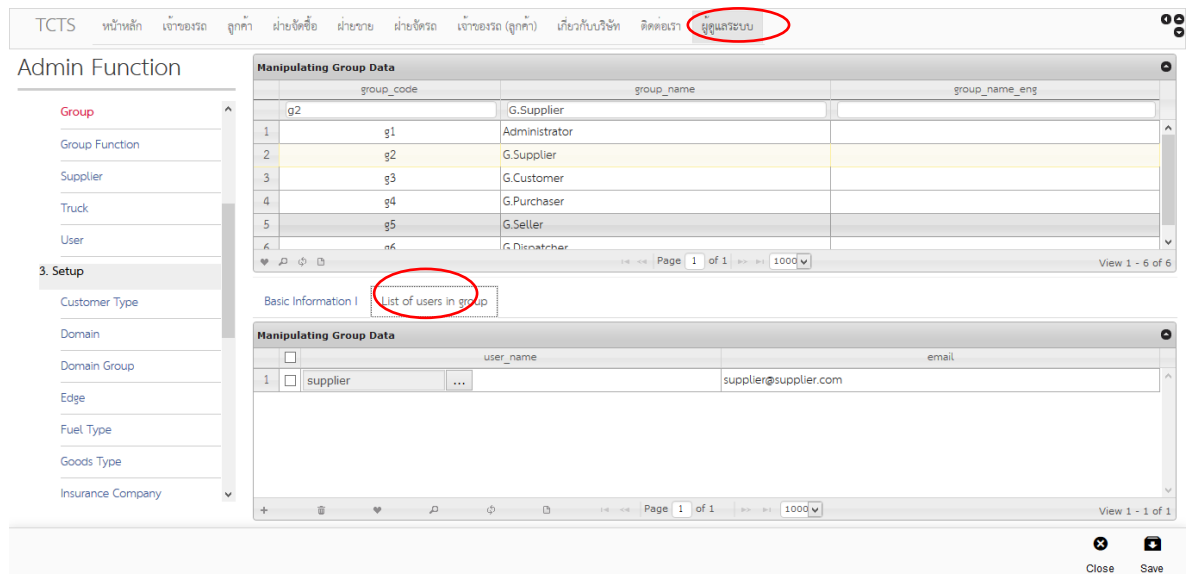 TCTS หน้าหลัก เจ้าของรถ ลูกค้า ฝ่ายจัดซื้อ ฝ่ายขาย ฝ่ายจัดรถ เจ้าของรถ (ลูกค้า) เกี่ยวกับบริษัท ติดต่อเรา ผู้ดูแลระบบ
Admin Function
Group
Group Function
Supplier
Truck
User
3. Setup
Customer Type
Domain
Domain Group
Edge
Fuel Type
Goods Type
Insurance Company
Manipulating Group Data
group_code group_name group_name_eng
g2 G.Supplier
1 g1 Administrator
2 g2 G.Supplier
3 g3 G.Customer
4 g4 G.Purchaser
5 g5 G.Seller
6 g6 G.Dispatcher
Page 1 of 1 1000 View 1 - 6 of 6
Basic Information I List of users in group
Manipulating Group Data
user_name email
1 supplier ... supplier@supplier.com
Page 1 of 1 1000 View 1 - 1 of 1
Close Save